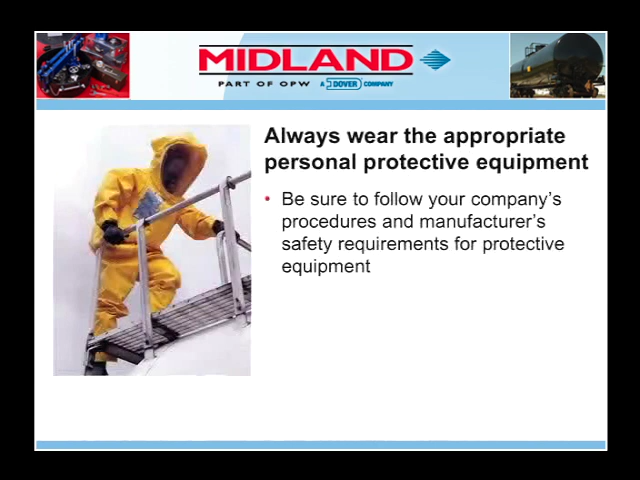 MIDLAND
PART OF OPW A DOVER COMPANY
Always wear the appropriate
personal protective equipment
• Be sure to follow your company's
procedures and manufacturer's
safety requirements for protective
equipment